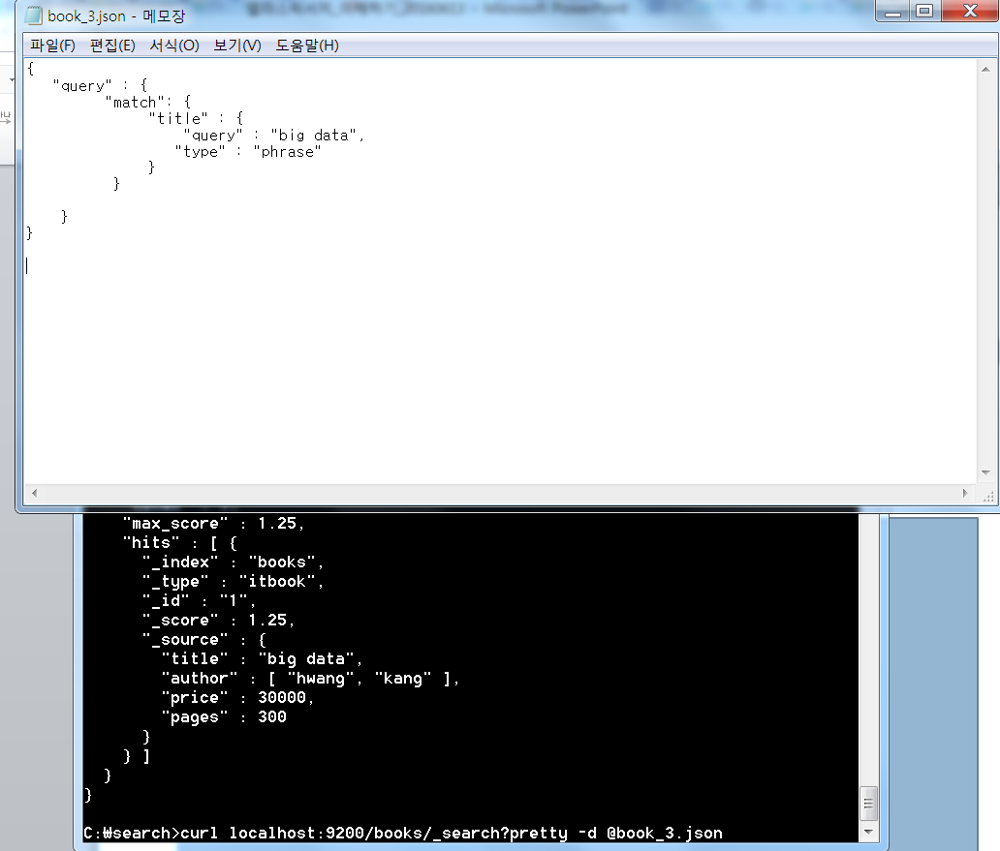 book_3.json - 메모장
파일(F) 편집(E) 서식(O) 보기(V) 도움말(H)
{
"query" : {
"match": {
"title" : {
"query" : "big data",
"type" : "phrase"
}
}
}
}
"max_score" : 1.25,
"hits" : [ {
"_index" : "books",
"_type" : "itbook",
"_id" : "1",
"_score" : 1.25,
"_source" : {
"title" : "big data",
"author" : [ "hwang", "kang" ],
"price" : 30000,
"pages" : 300
}
} ]
}
}
C:₩search>curl localhost:9200/books/_search?pretty -d @book_3.json